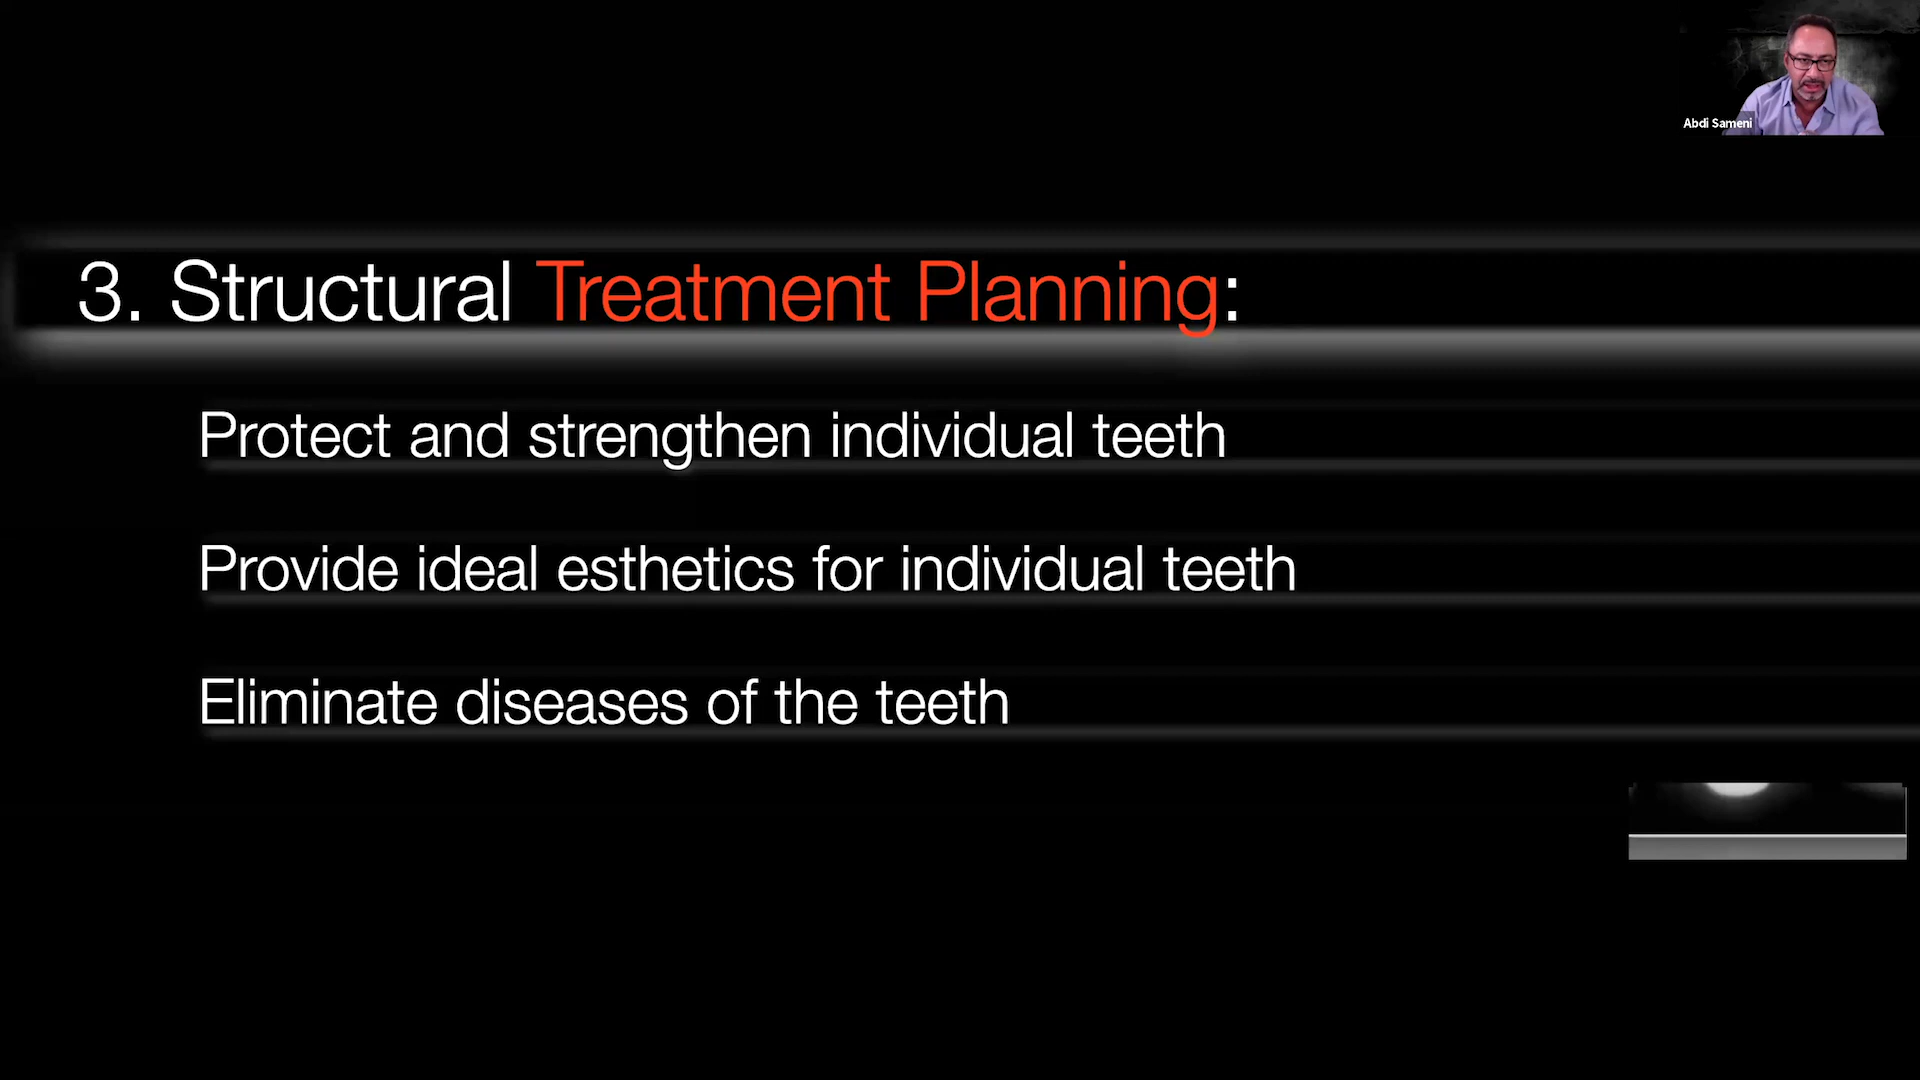 Abdi Sameni
3. Structural Treatment Planning:
Protect and strengthen individual teeth
Provide ideal esthetics for individual teeth
Eliminate diseases of the teeth